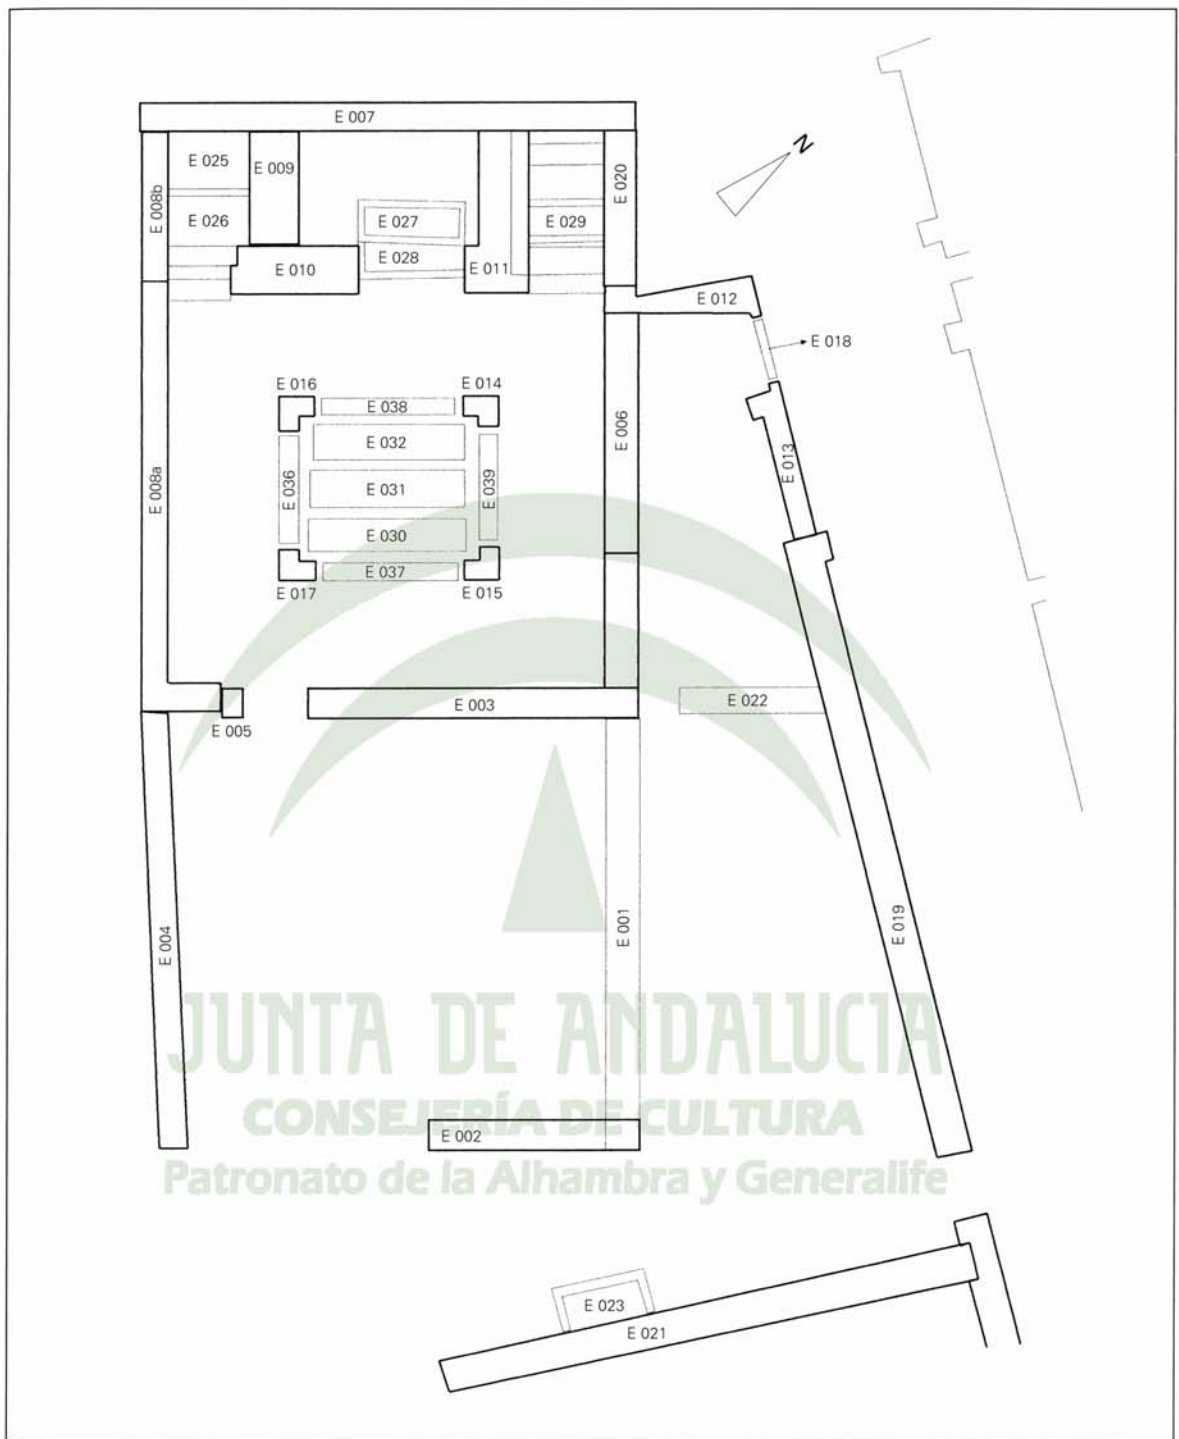 E 007
E 025
E 009
E 008b
E 026
E 027
E 028
E 010
E 011
E 029
E 020
N
E 012
E 018
E 016
E 014
E 038
E 032
E 036
E 031
E 039
E 030
E 037
E 017
E 015
E 008a
E 006
E 013
E 003
E 005
E 022
E 004
E 001
E 019
JUNTA DE ANDALUCIA
CONSEJERÍA DE CULTURA
E 002
Patronato de la Alhambra y Generalife
E 023
E 021